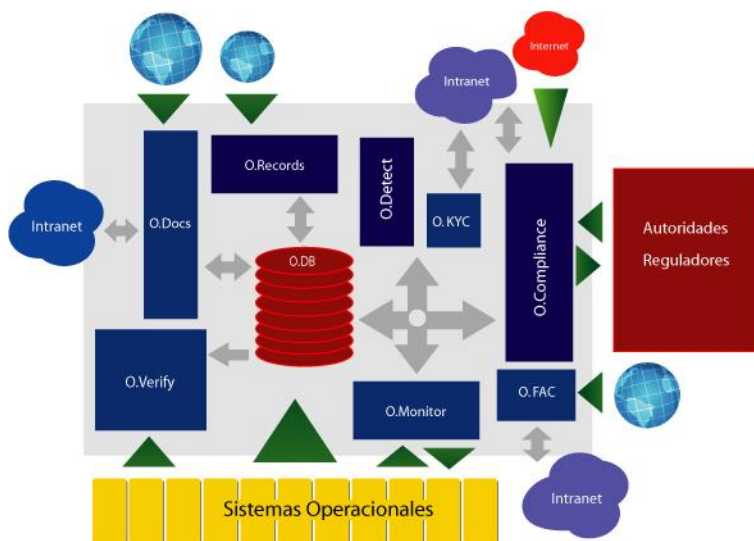 Internet
Intranet
O.Records
O.Detect
O.Docs
O. KYC
O.Compliance
Intranet
Autoridades
Reguladores
O.DB
O.Verify
O.Monitor
O. FAC
Sistemas Operacionales
Intranet